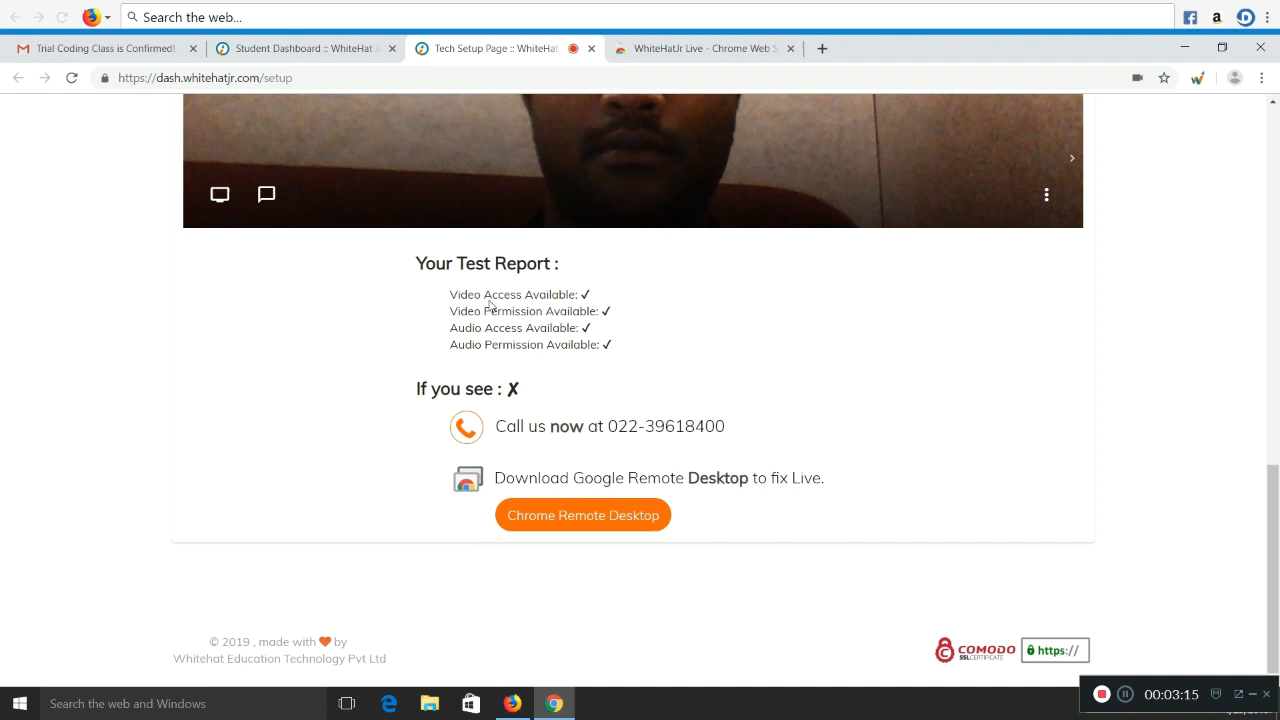 Search the web...
Trial Coding Class is Confirmed!
Student Dashboard :: WhiteHat J
Tech Setup Page :: WhiteHat
WhiteHatJr Live - Chrome Web S
https://dash.whitehatjr.com/setup
Your Test Report :
Video Access Available: ✓
Video Permission Available: ✓
Audio Access Available: ✓
Audio Permission Available: ✓
If you see : ✗
Call us now at 022-39618400
Download Google Remote Desktop to fix Live.
Chrome Remote Desktop
© 2019 , made with ❤ by
Whitehat Education Technology Pvt Ltd
COMODO
SSL CERTIFICATE
https://
Search the web and Windows
00:03:15